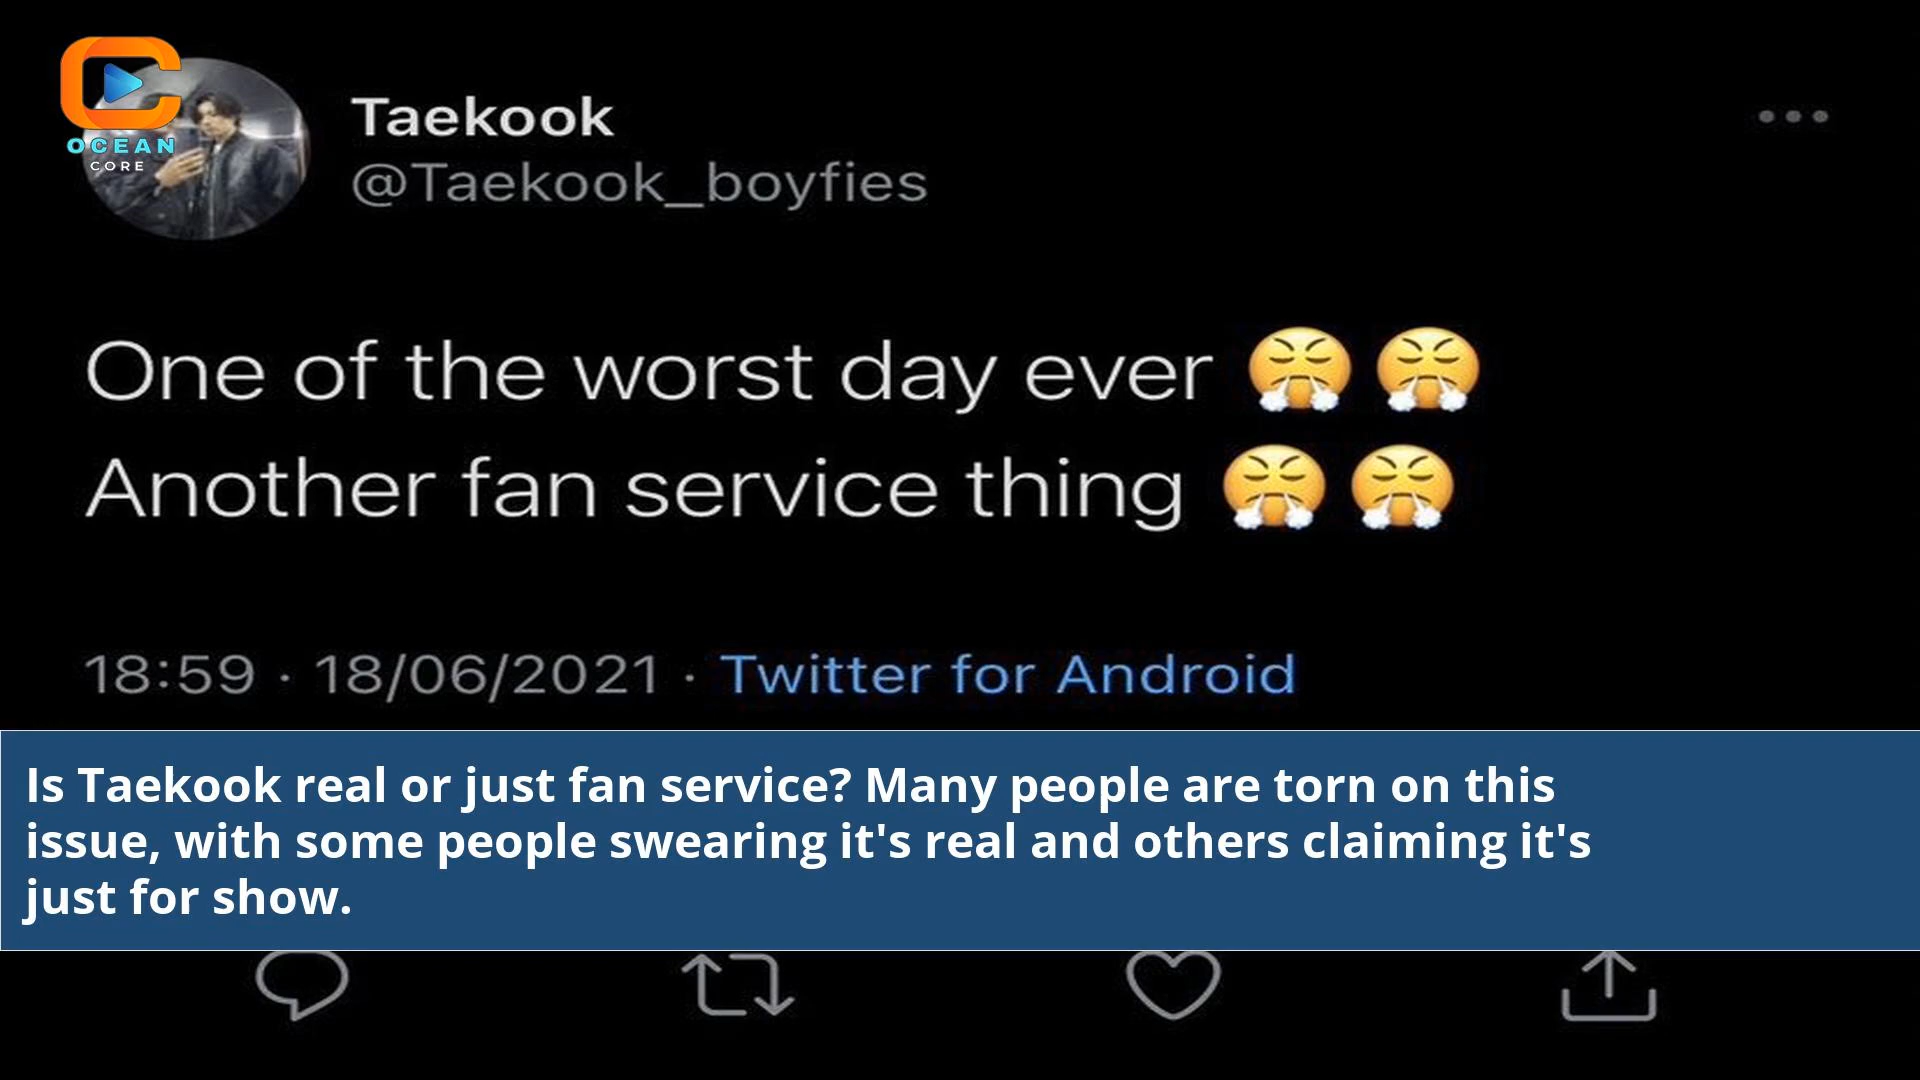 OCEAN
CORE
Taekook
@Taekook_boyfies
One of the worst day ever 😤😤
Another fan service thing 😤😤
18:59 · 18/06/2021 · Twitter for Android
Is Taekook real or just fan service? Many people are torn on this
issue, with some people swearing it's real and others claiming it's
just for show.